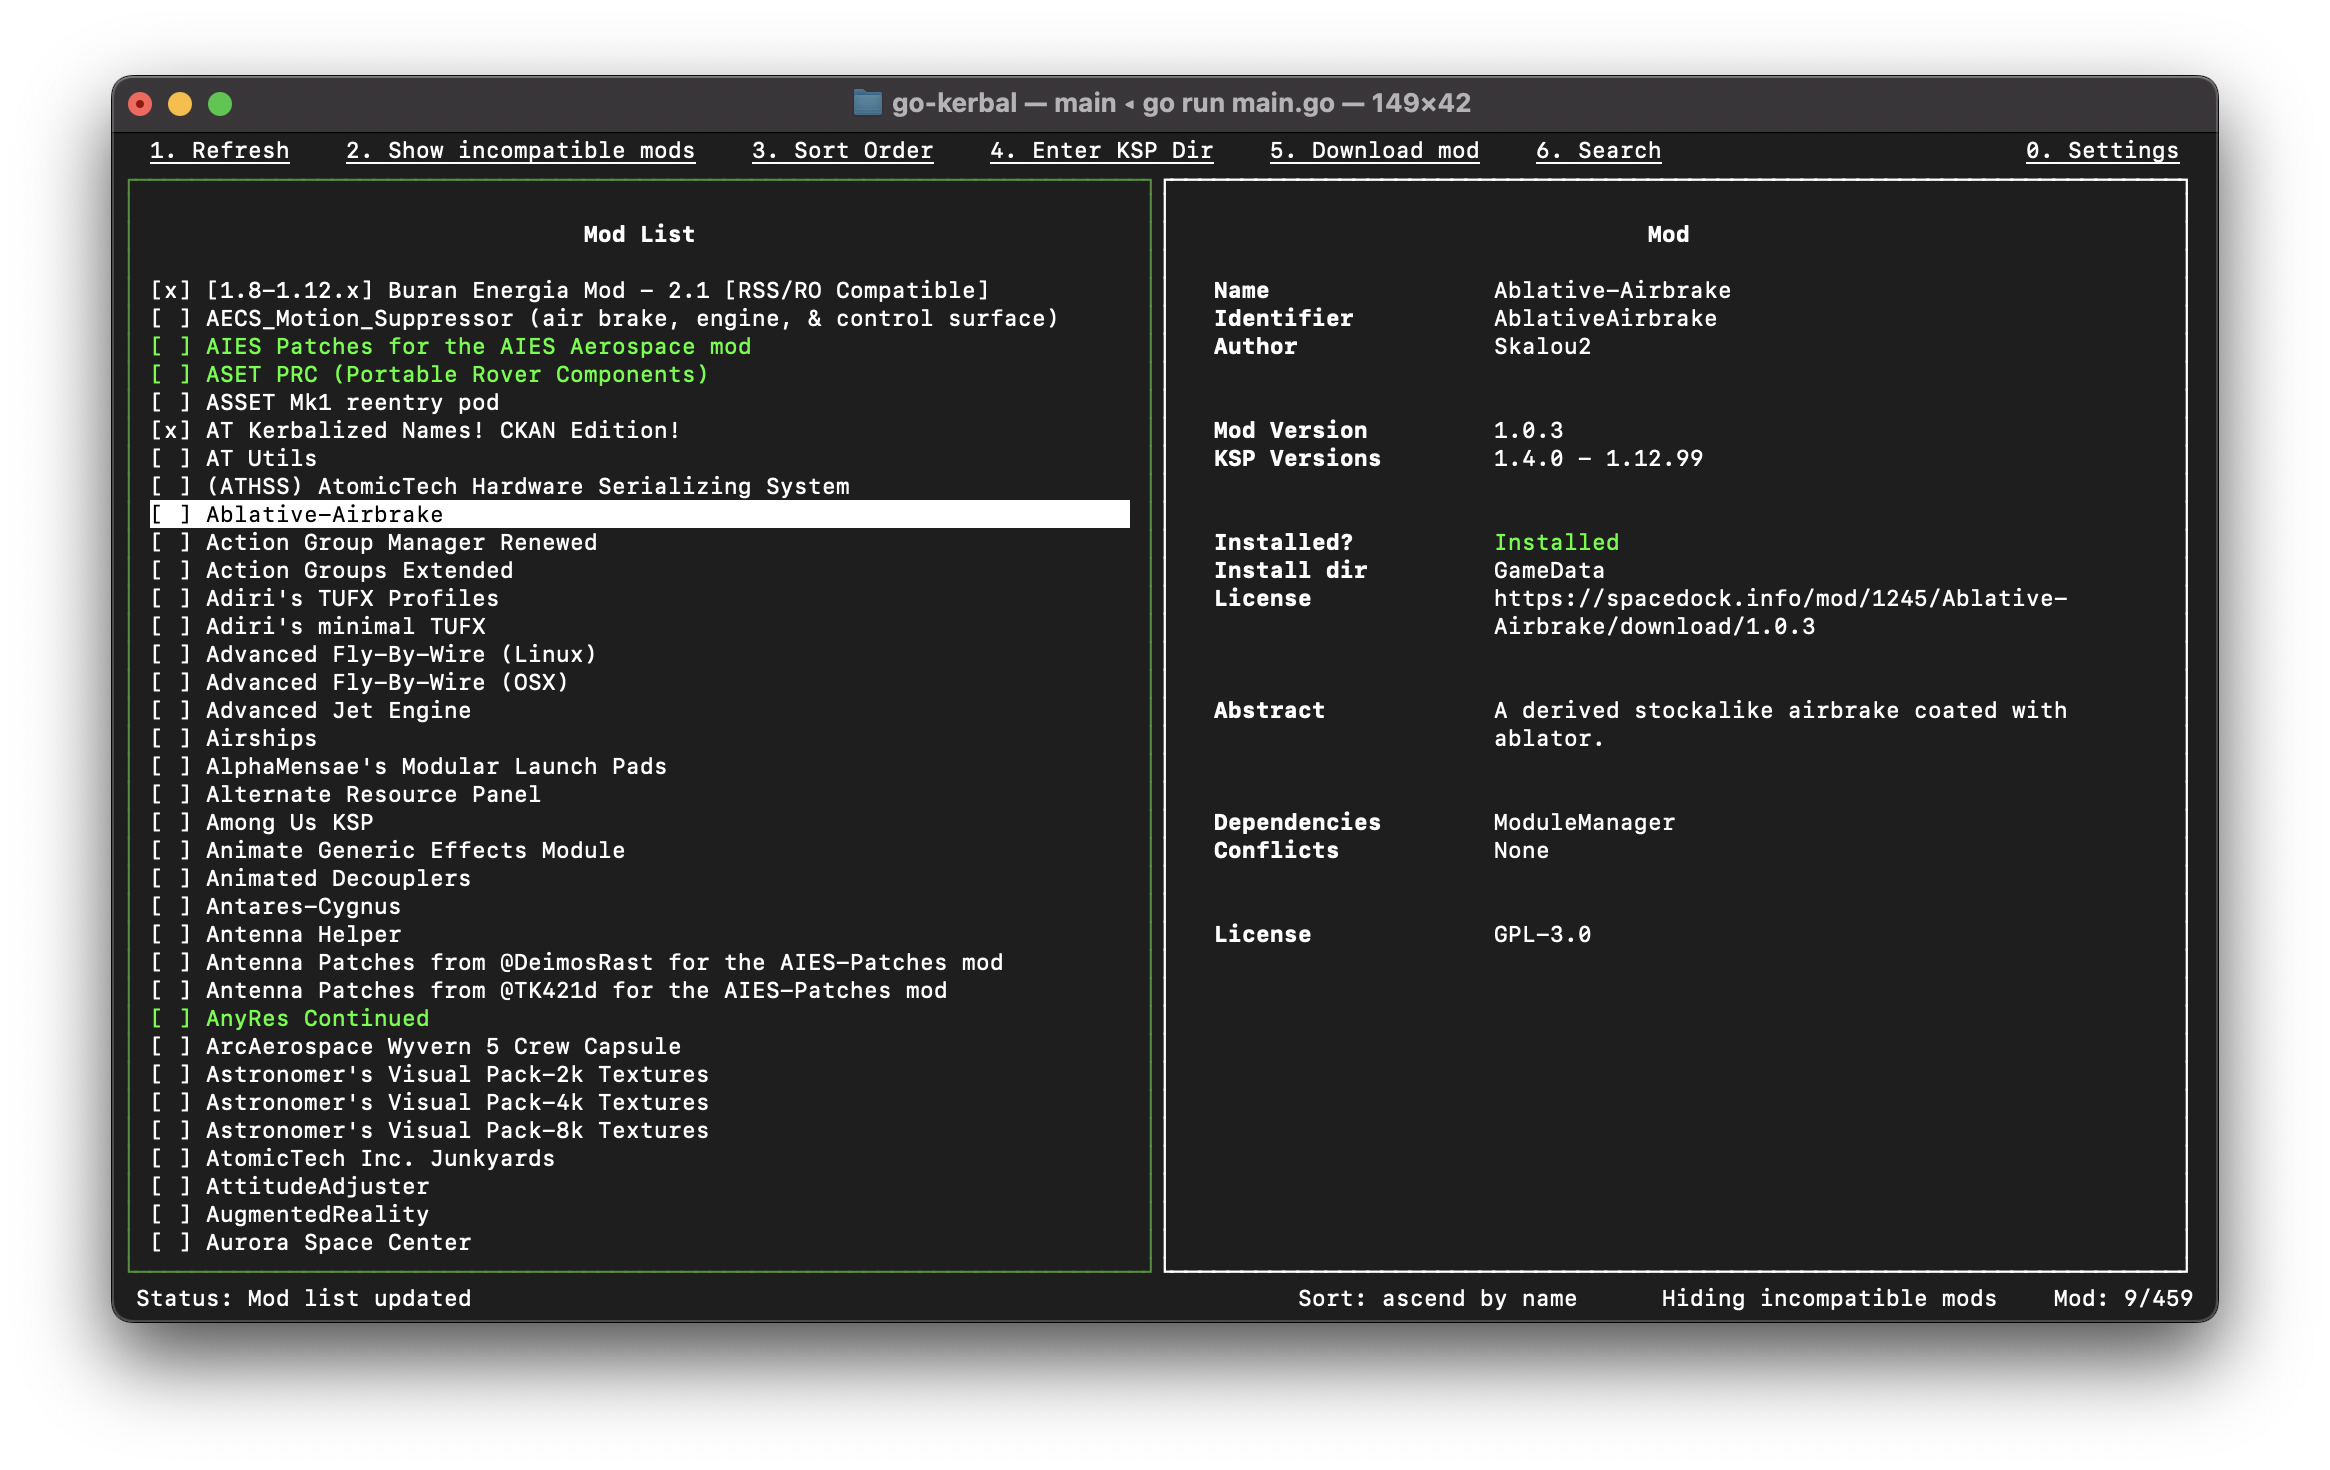 go-kerbal — main ◂ go run main.go — 149×42
1. Refresh 2. Show incompatible mods 3. Sort Order 4. Enter KSP Dir 5. Download mod 6. Search 0. Settings
Mod List
[x] [1.8-1.12.x] Buran Energia Mod - 2.1 [RSS/RO Compatible]
[ ] AECS_Motion_Suppressor (air brake, engine, & control surface)
[ ] AIES Patches for the AIES Aerospace mod
[ ] ASET PRC (Portable Rover Components)
[ ] ASSET Mk1 reentry pod
[x] AT Kerbalized Names! CKAN Edition!
[ ] AT Utils
[ ] (ATHSS) AtomicTech Hardware Serializing System
[ ] Ablative-Airbrake
[ ] Action Group Manager Renewed
[ ] Action Groups Extended
[ ] Adiri's TUFX Profiles
[ ] Adiri's minimal TUFX
[ ] Advanced Fly-By-Wire (Linux)
[ ] Advanced Fly-By-Wire (OSX)
[ ] Advanced Jet Engine
[ ] Airships
[ ] AlphaMensae's Modular Launch Pads
[ ] Alternate Resource Panel
[ ] Among Us KSP
[ ] Animate Generic Effects Module
[ ] Animated Decouplers
[ ] Antares-Cygnus
[ ] Antenna Helper
[ ] Antenna Patches from @DeimosRast for the AIES-Patches mod
[ ] Antenna Patches from @TK421d for the AIES-Patches mod
[ ] AnyRes Continued
[ ] ArcAerospace Wyvern 5 Crew Capsule
[ ] Astronomer's Visual Pack-2k Textures
[ ] Astronomer's Visual Pack-4k Textures
[ ] Astronomer's Visual Pack-8k Textures
[ ] AtomicTech Inc. Junkyards
[ ] AttitudeAdjuster
[ ] AugmentedReality
[ ] Aurora Space Center
Mod
Name Ablative-Airbrake
Identifier AblativeAirbrake
Author Skalou2
Mod Version 1.0.3
KSP Versions 1.4.0 - 1.12.99
Installed? Installed
Install dir GameData
License https://spacedock.info/mod/1245/Ablative-
Airbrake/download/1.0.3
Abstract A derived stockalike airbrake coated with
ablator.
Dependencies ModuleManager
Conflicts None
License GPL-3.0
Status: Mod list updated Sort: ascend by name Hiding incompatible mods Mod: 9/459